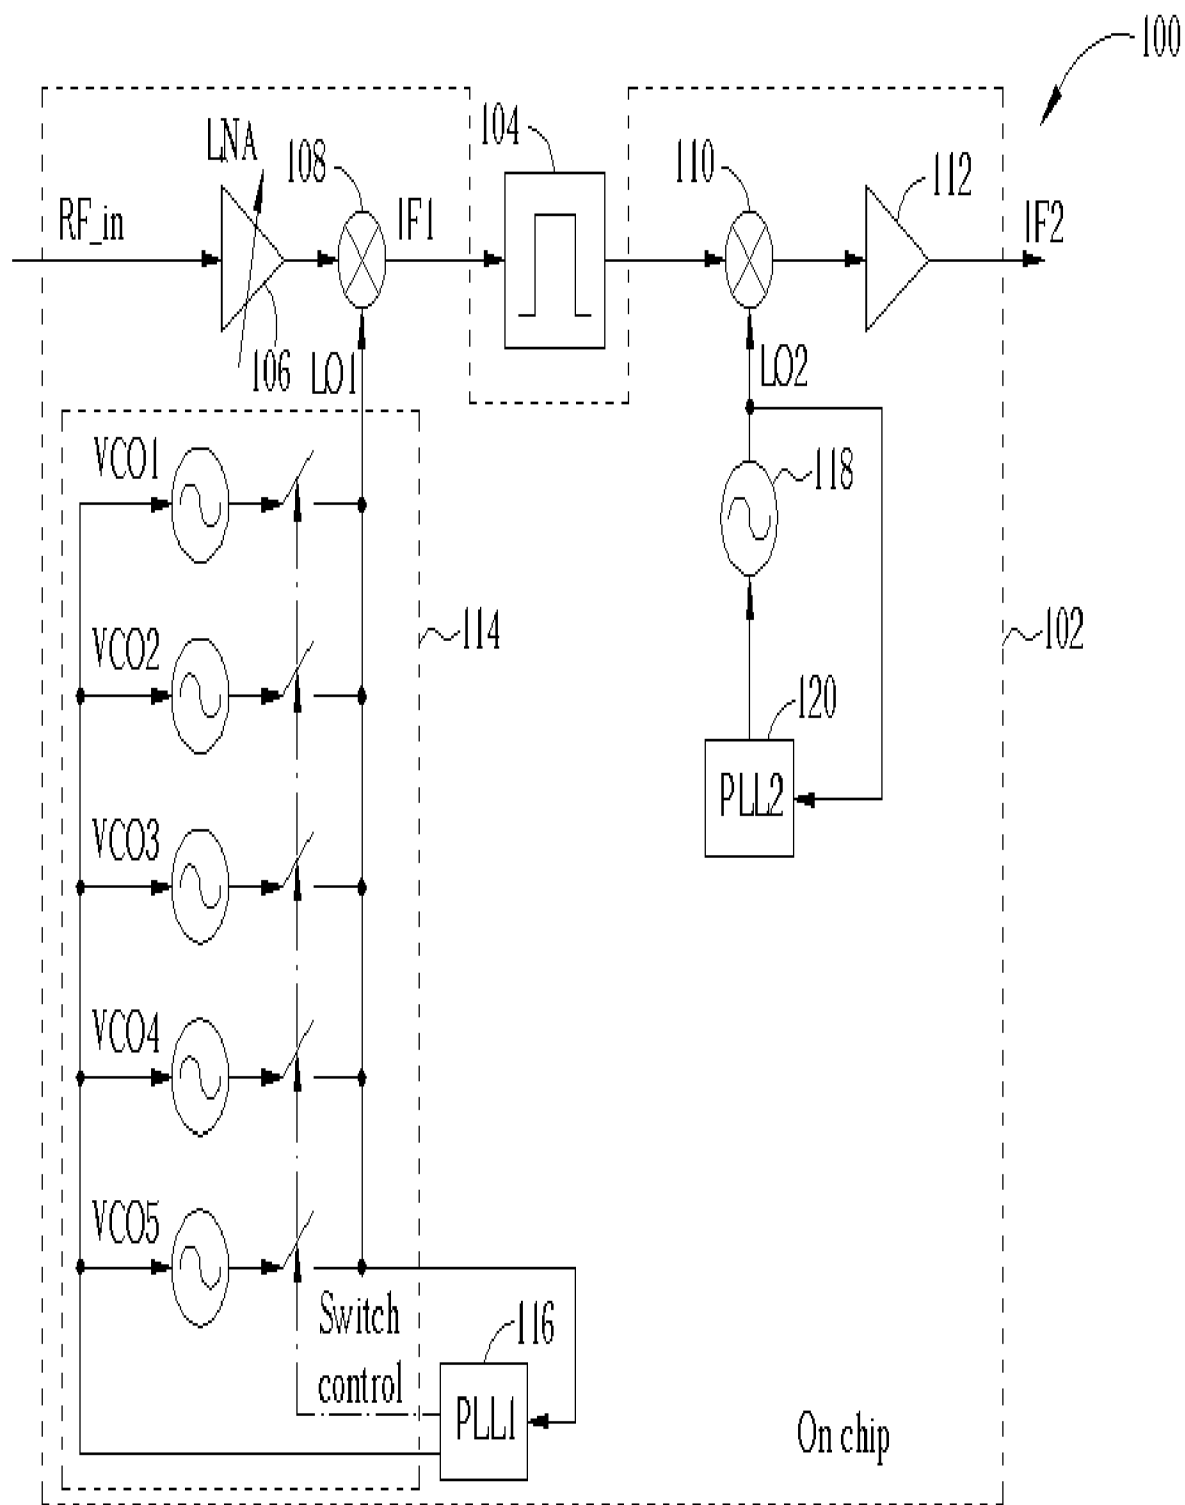 100
LNA
108
104
110
112
RF_in
IF1
IF2
106
LO1
LO2
VCO1
118
VCO2
114
102
120
PLL2
VCO3
VCO4
VCO5
Switch
control
116
PLL1
On chip